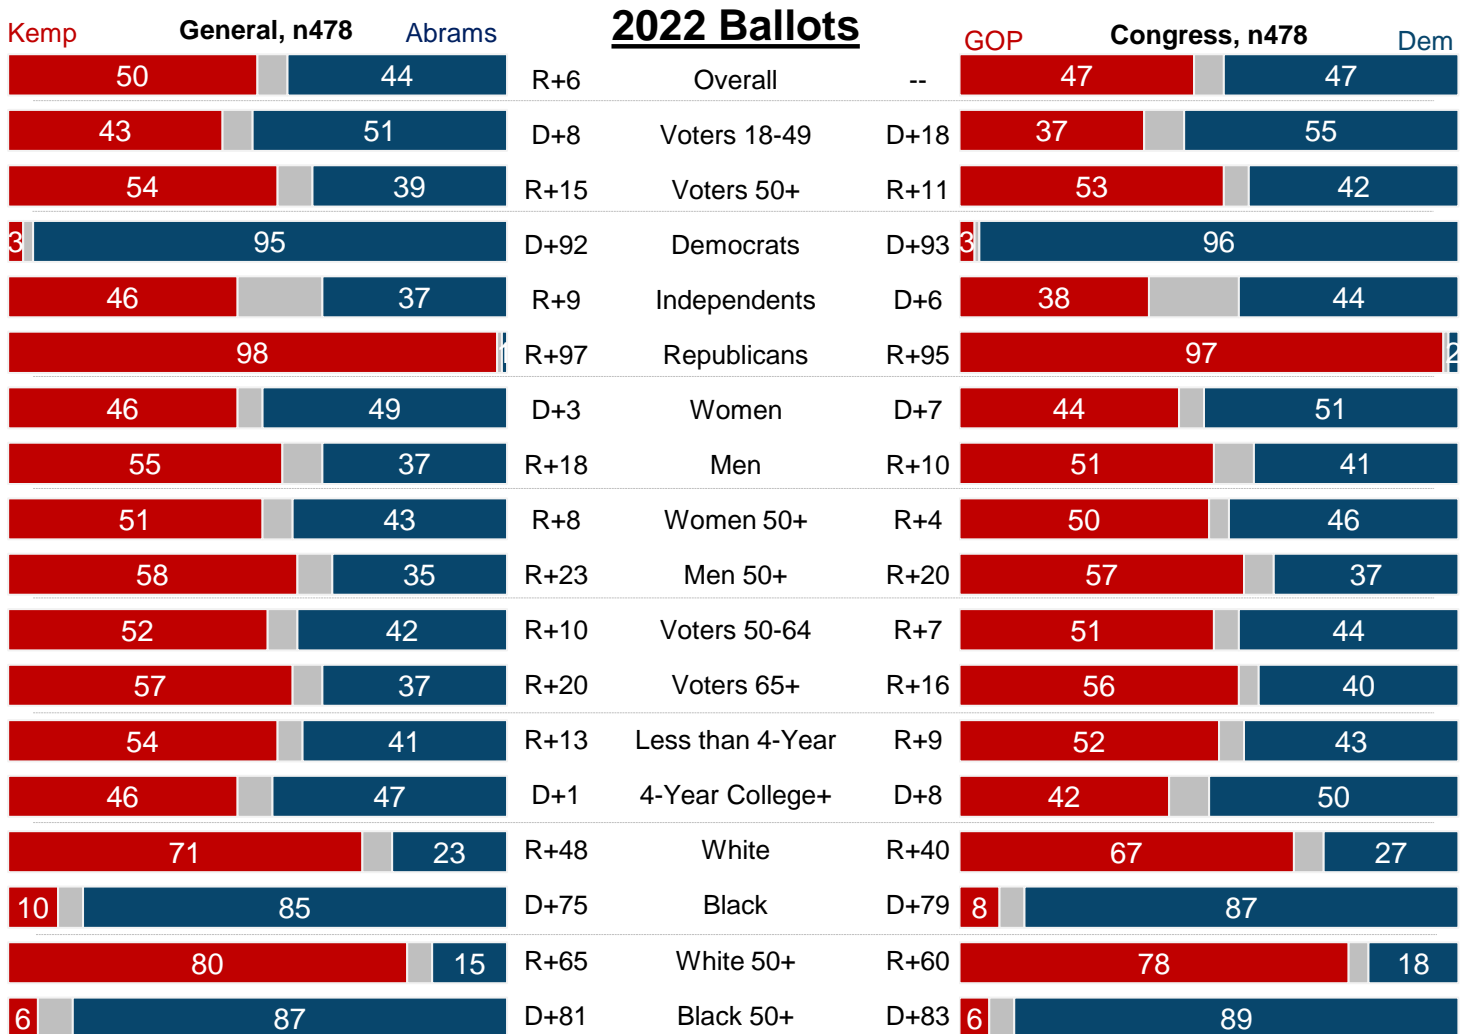 2022 Ballots
Kemp General, n478 Abrams GOP Congress, n478 Dem
50 44 R+6 Overall -- 47 47
43 51 D+8 Voters 18-49 D+18 37 55
54 39 R+15 Voters 50+ R+11 53 42
3 95 D+92 Democrats D+93 3 96
46 37 R+9 Independents D+6 38 44
98 1 R+97 Republicans R+95 97 2
46 49 D+3 Women D+7 44 51
55 37 R+18 Men R+10 51 41
51 43 R+8 Women 50+ R+4 50 46
58 35 R+23 Men 50+ R+20 57 37
52 42 R+10 Voters 50-64 R+7 51 44
57 37 R+20 Voters 65+ R+16 56 40
54 41 R+13 Less than 4-Year R+9 52 43
46 47 D+1 4-Year College+ D+8 42 50
71 23 R+48 White R+40 67 27
10 85 D+75 Black D+79 8 87
80 15 R+65 White 50+ R+60 78 18
6 87 D+81 Black 50+ D+83 6 89